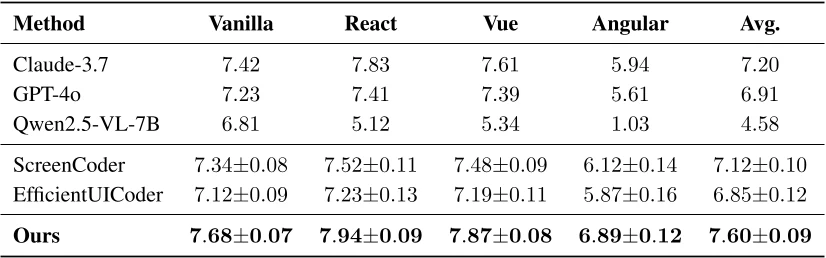 Method Vanilla React Vue Angular Avg.
Claude-3.7 7.42 7.83 7.61 5.94 7.20
GPT-4o 7.23 7.41 7.39 5.61 6.91
Qwen2.5-VL-7B 6.81 5.12 5.34 1.03 4.58
ScreenCoder 7.34±0.08 7.52±0.11 7.48±0.09 6.12±0.14 7.12±0.10
EfficientUICoder 7.12±0.09 7.23±0.13 7.19±0.11 5.87±0.16 6.85±0.12
Ours 7.68±0.07 7.94±0.09 7.87±0.08 6.89±0.12 7.60±0.09